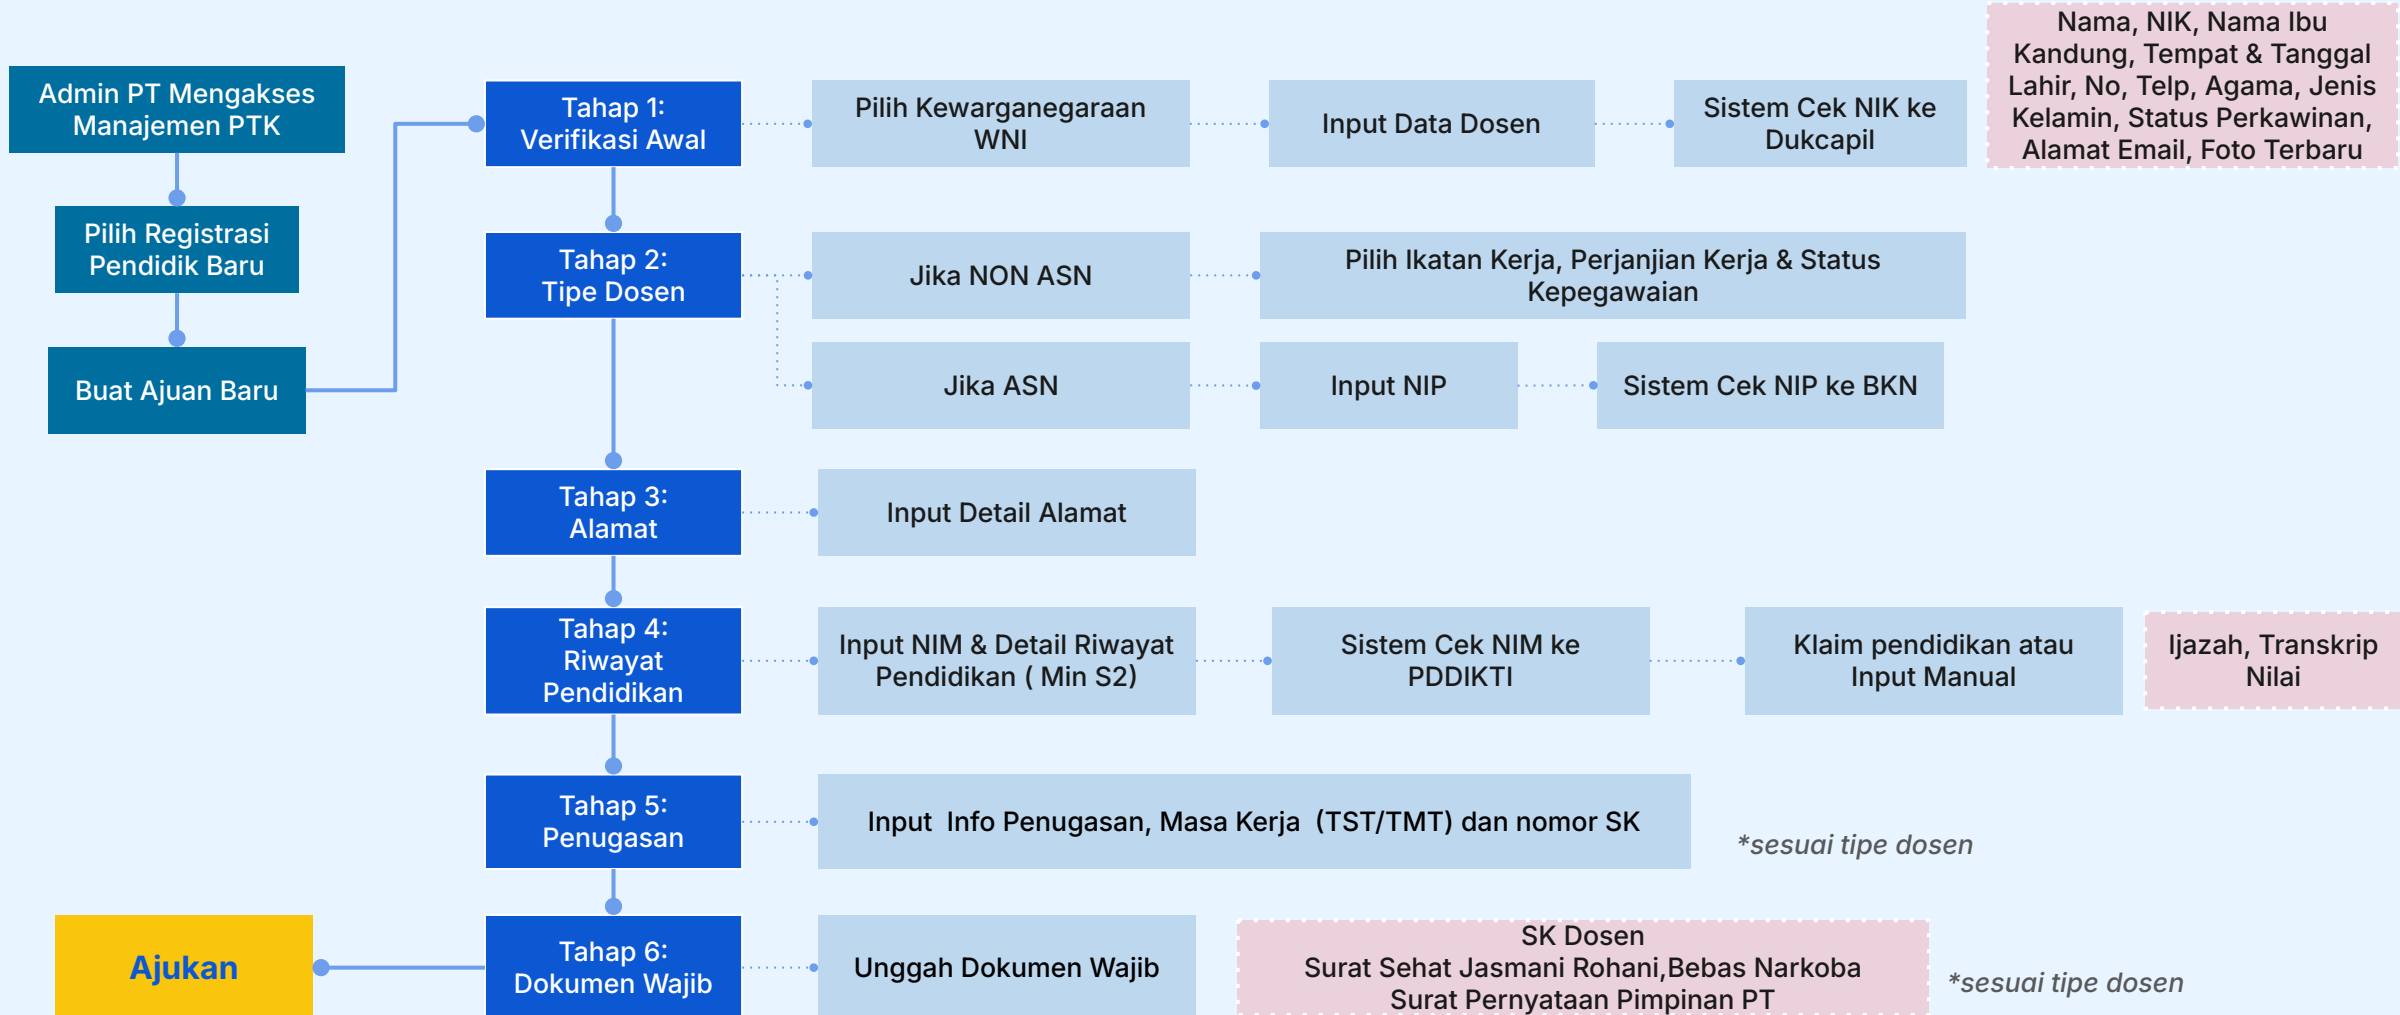 Admin PT Mengakses
Manajemen PTK
Pilih Registrasi
Pendidik Baru
Buat Ajuan Baru
Tahap 1:
Verifikasi Awal
Pilih Kewarganegaraan
WNI
Input Data Dosen
Sistem Cek NIK ke
Dukcapil
Nama, NIK, Nama Ibu
Kandung, Tempat & Tanggal
Lahir, No, Telp, Agama, Jenis
Kelamin, Status Perkawinan,
Alamat Email, Foto Terbaru
Tahap 2:
Tipe Dosen
Jika NON ASN
Pilih Ikatan Kerja, Perjanjian Kerja & Status
Kepegawaian
Jika ASN
Input NIP
Sistem Cek NIP ke BKN
Tahap 3:
Alamat
Input Detail Alamat
Tahap 4:
Riwayat
Pendidikan
Input NIM & Detail Riwayat
Pendidikan ( Min S2)
Sistem Cek NIM ke
PDDIKTI
Klaim pendidikan atau
Input Manual
Ijazah, Transkrip
Nilai
Tahap 5:
Penugasan
Input  Info Penugasan, Masa Kerja  (TST/TMT) dan nomor SK
*sesuai tipe dosen
Tahap 6:
Dokumen Wajib
Unggah Dokumen Wajib
SK Dosen
Surat Sehat Jasmani Rohani,Bebas Narkoba
Surat Pernyataan Pimpinan PT
*sesuai tipe dosen
Ajukan